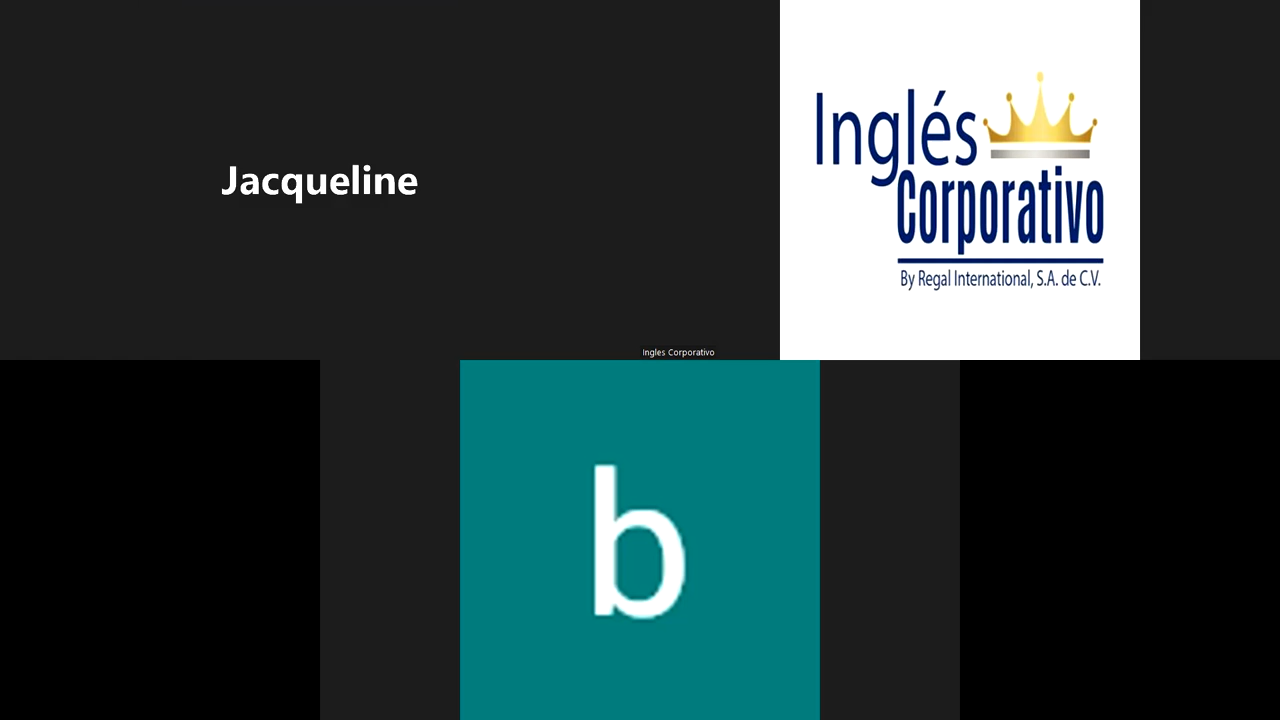 Jacqueline
Inglés
Corporativo
By Regal International, S.A. de C.V.
Ingles Corporativo
b